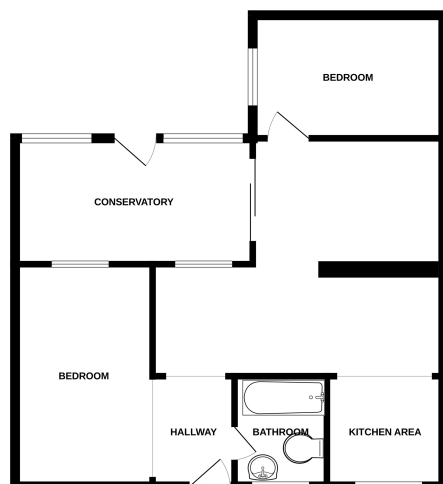 BEDROOM
CONSERVATORY
BEDROOM
HALLWAY
BATHROOM
KITCHEN AREA